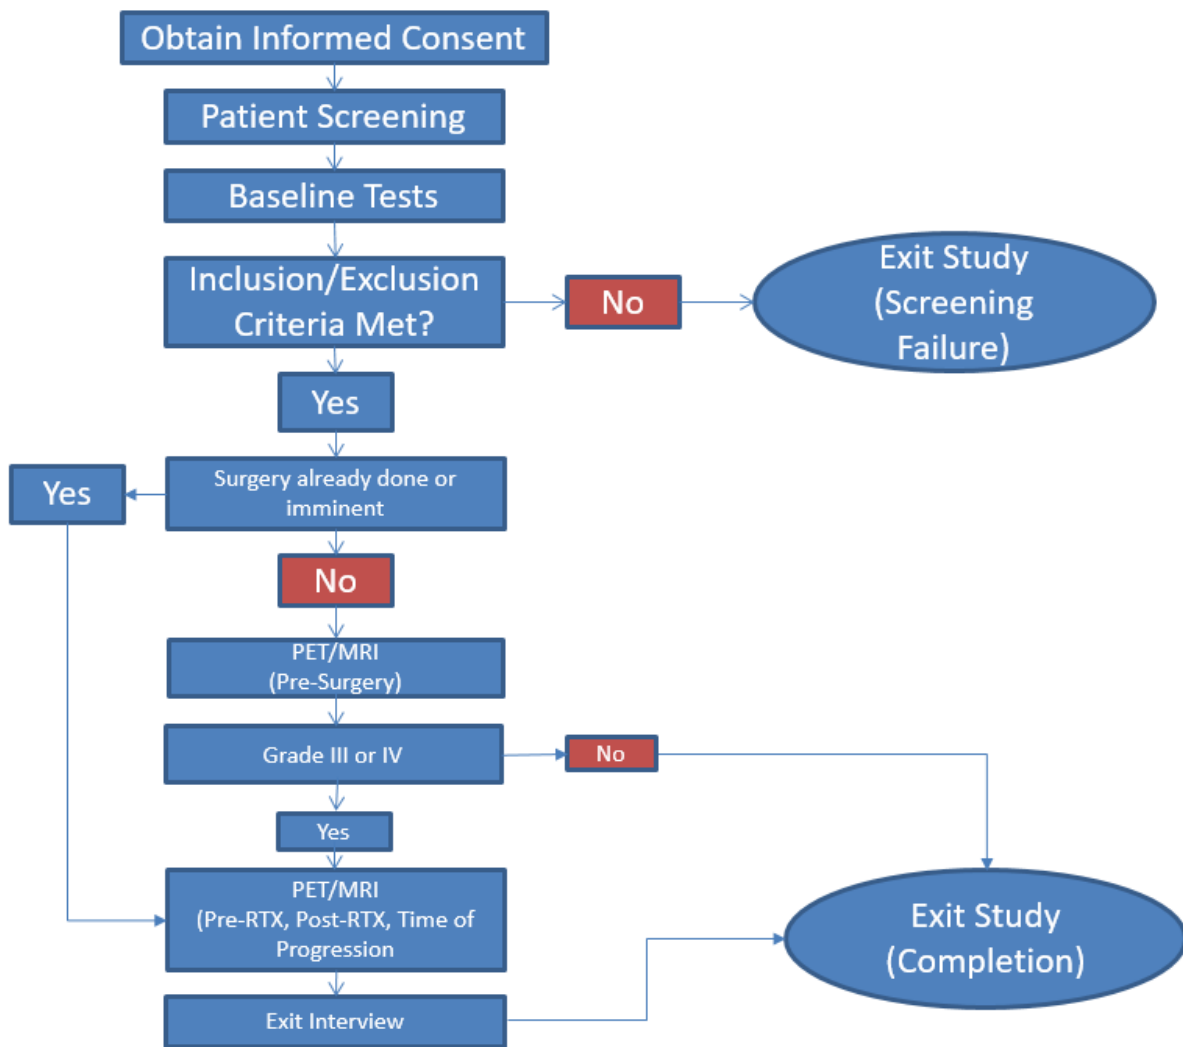 Obtain Informed Consent
Patient Screening
Baseline Tests
Inclusion/Exclusion
Criteria Met?
No
Exit Study
(Screening
Failure)
Yes
Surgery already done or
imminent
Yes
No
PET/MRI
(Pre-Surgery)
Grade III or IV
No
Yes
PET/MRI
(Pre-RTX, Post-RTX, Time of
Progression
Exit Study
(Completion)
Exit Interview